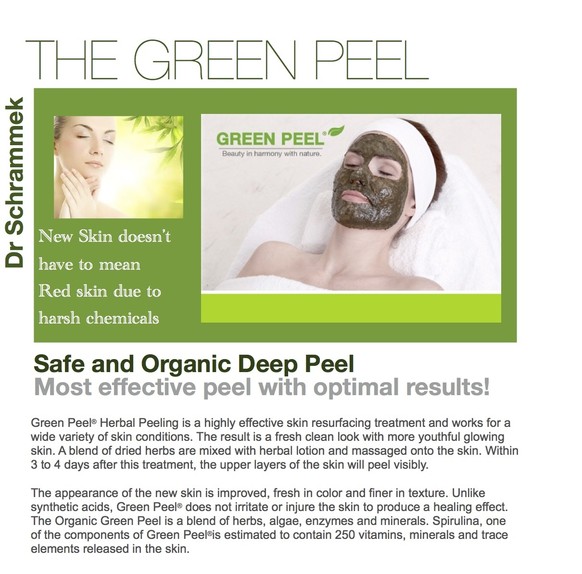 THE GREEN PEEL
Dr Schrammek
GREEN PEEL®
Beauty in harmony with nature.
New Skin doesn't
have to mean
Red skin due to
harsh chemicals
Safe and Organic Deep Peel
Most effective peel with optimal results!
Green Peel® Herbal Peeling is a highly effective skin resurfacing treatment and works for a
wide variety of skin conditions. The result is a fresh clean look with more youthful glowing
skin. A blend of dried herbs are mixed with herbal lotion and massaged onto the skin. Within
3 to 4 days after this treatment, the upper layers of the skin will peel visibly.
The appearance of the new skin is improved, fresh in color and finer in texture. Unlike
synthetic acids, Green Peel® does not irritate or injure the skin to produce a healing effect.
The Organic Green Peel is a blend of herbs, algae, enzymes and minerals. Spirulina, one
of the components of Green Peel®is estimated to contain 250 vitamins, minerals and trace
elements released in the skin.